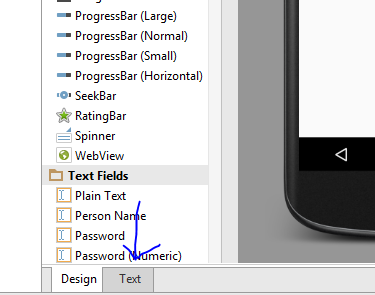 ProgressBar (Large)
ProgressBar (Normal)
ProgressBar (Small)
ProgressBar (Horizontal)
SeekBar
RatingBar
Spinner
WebView
Text Fields
Plain Text
Person Name
Password
Password (Numeric)
Design Text